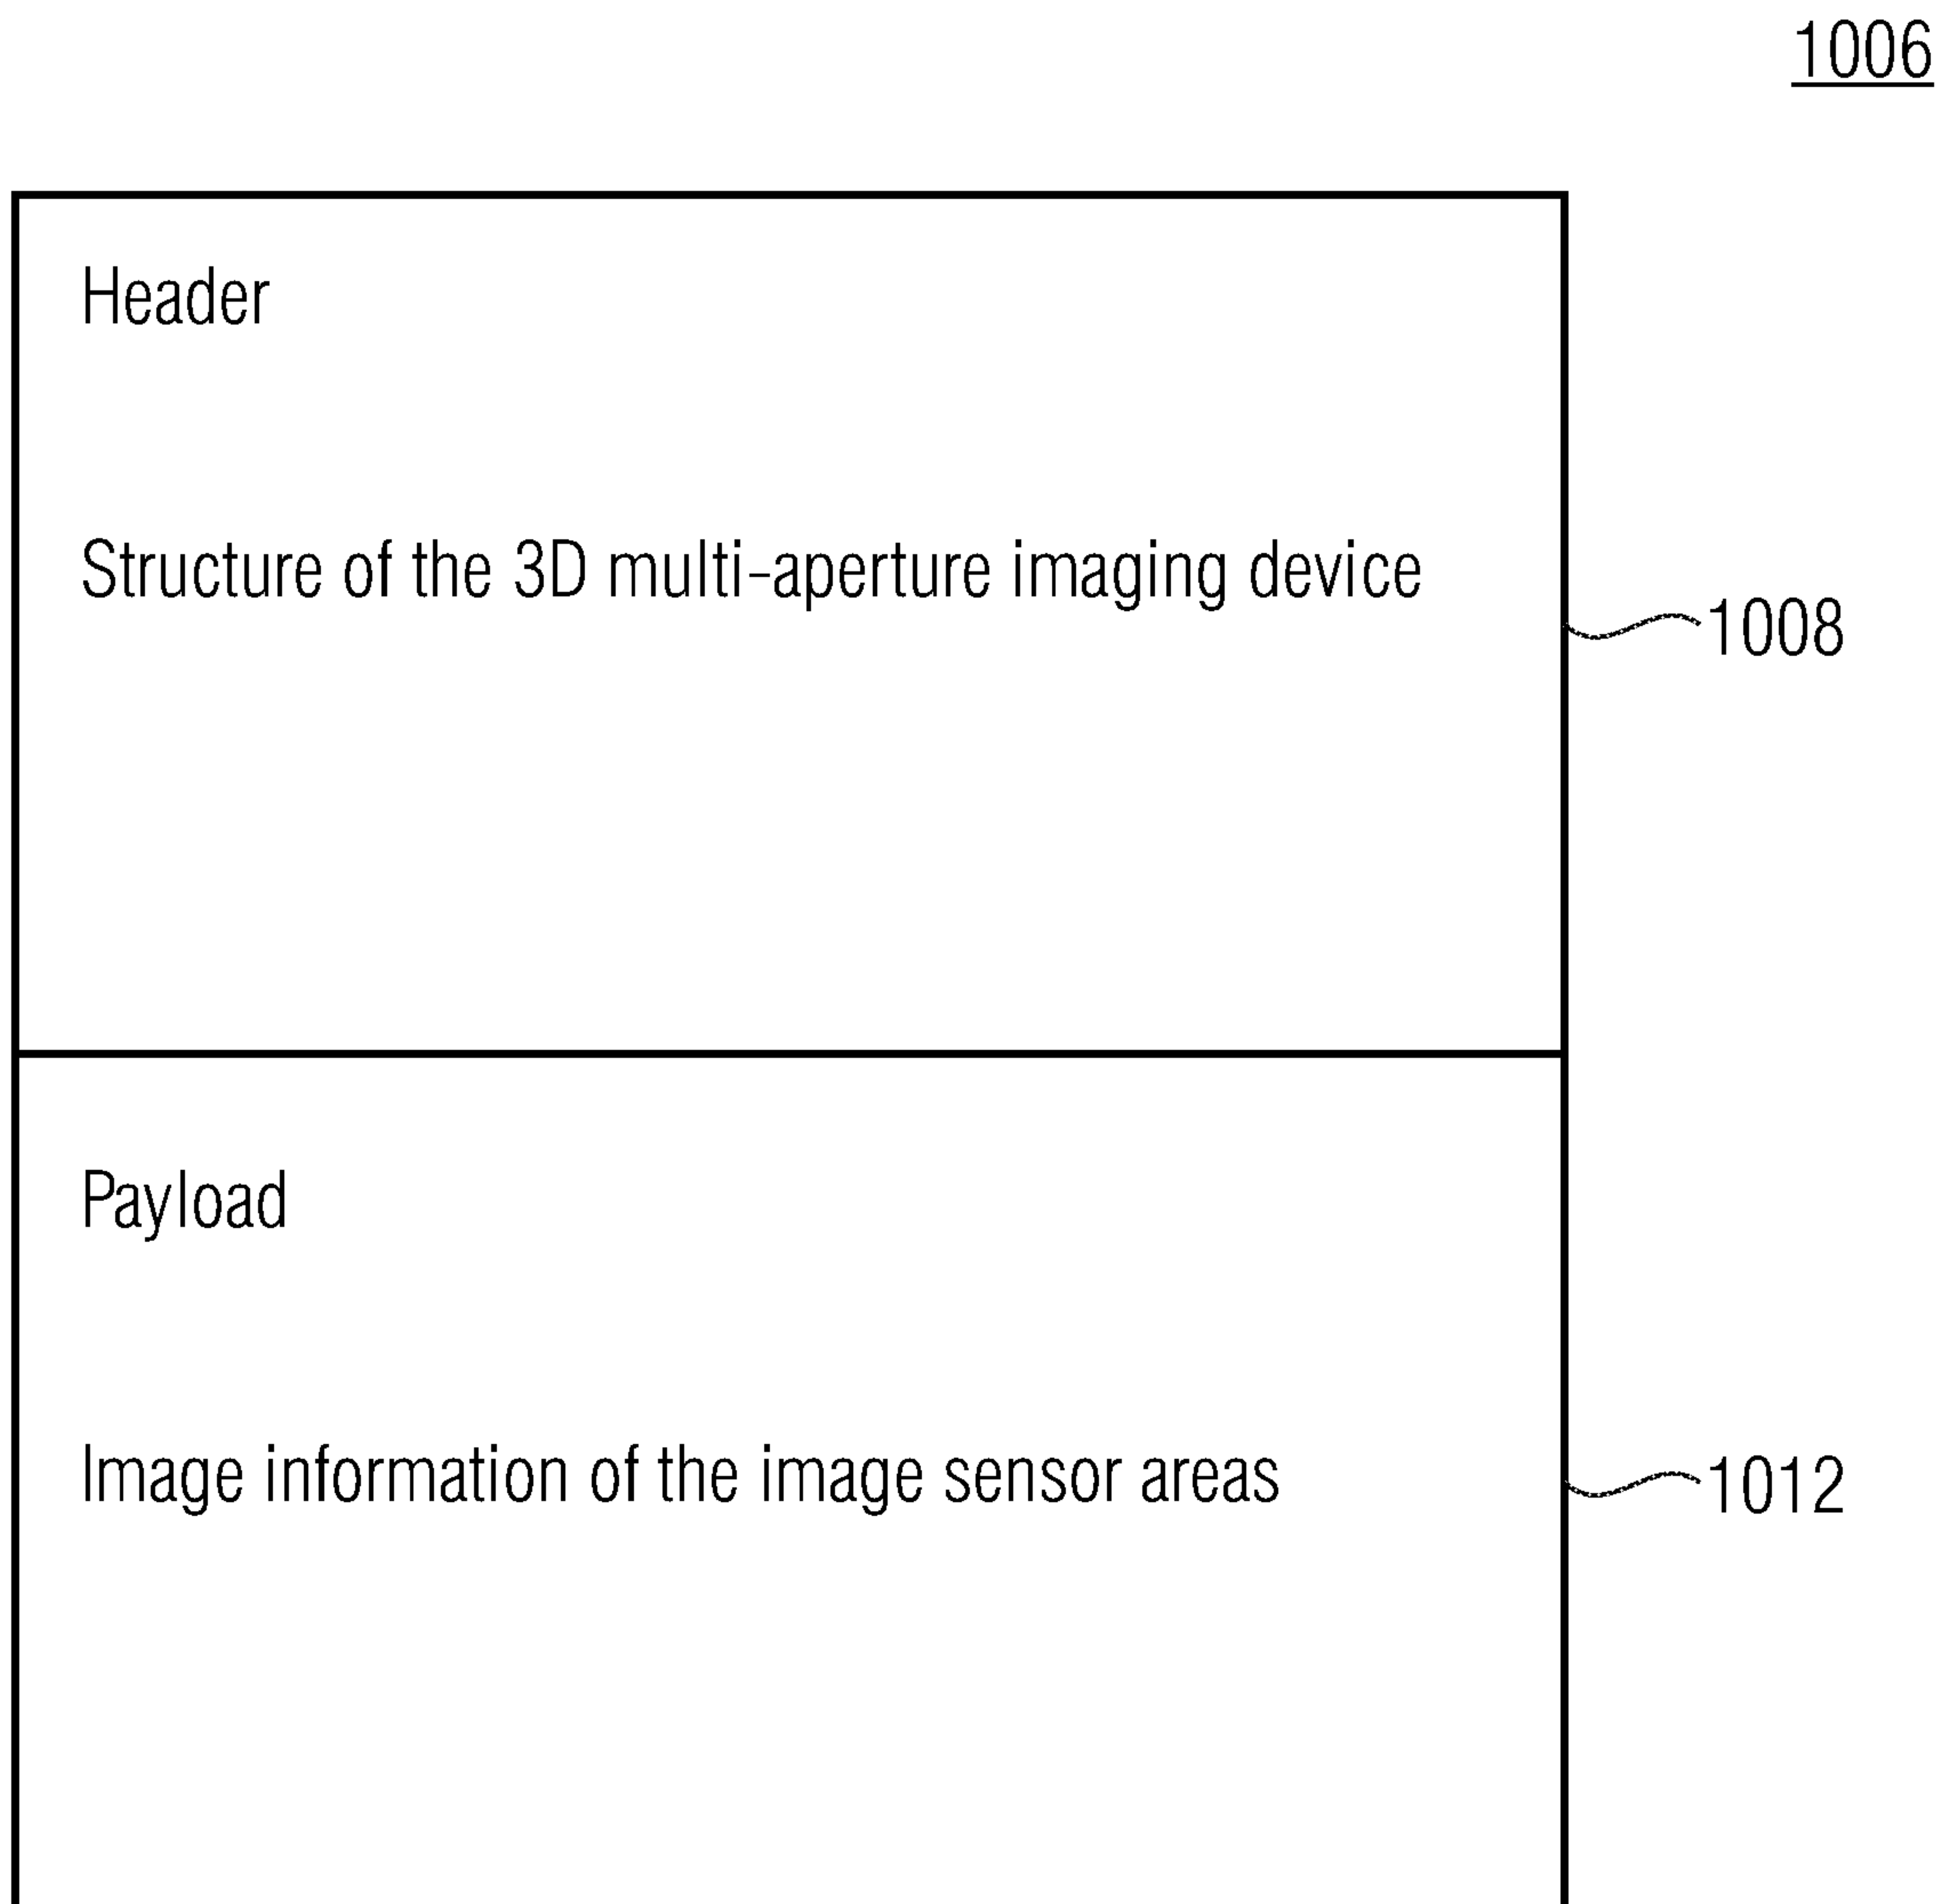 1006
Header
Structure of the 3D multi-aperture imaging device
1008
Payload
Image information of the image sensor areas
1012